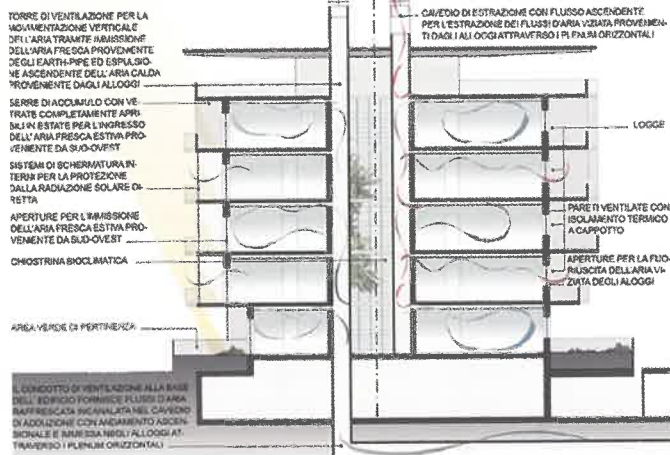 TORRE DI VENTILAZIONE PER LA
MOVIMENTAZIONE VERTICALE
DELL'ARIA TRAMITE IMMISSIONE
DELL'ARIA FRESCA PROVENIENTE
DEGLI EARTH-PIPE ED ESPULSIO-
NE ASCENDENTE DELL'ARIA CALDA
PROVENIENTE DAGLI ALLOGGI
SERRE DI ACCUMULO CON VE-
TRATE COMPLETAMENTE APRI
BILI IN ESTATE PER L'INGRESSO
DELL'ARIA FRESCA ESTIVA PRO-
VENIENTE DA SUD-OVEST
SISTEMI DI SCHERMATURA IN-
TERNI PER LA PROTEZIONE
DALLA RADIAZIONE SOLARE DI-
RETTA
APERTURE PER L'IMMISSIONE
DELL'ARIA FRESCA ESTIVA PRO-
VENIENTE DA SUD-OVEST
CHIOSTRINA BIOCLIMATICA
AREA VERDE DI PERTINENZA
IL CONDOTTO DI VENTILAZIONE ALLA BASE
DELL'EDIFICIO FORNISCE FLUSSI D'ARIA
RAFFRESCATA INCANALATA NEL CAVEDIO
DI ADDUZIONE CON ANDAMENTO ASCEN-
SIONALE E IMMESSA NEGLI ALLOGGI AT-
TRAVERSO I PLENUM ORIZZONTALI
CAVEDIO DI ESTRAZIONE CON FLUSSO ASCENDENTE
PER L'ESTRAZIONE DEI FLUSSI D'ARIA VIZIATA PROVENIEN-
TI DAGLI ALLOGGI ATTRAVERSO I PLENUM ORIZZONTALI
LOGGE
PARETI VENTILATE CON
ISOLAMENTO TERMICO
A CAPPOTTO
APERTURE PER LA FUO-
RIUSCITA DELL'ARIA VI-
ZIATA DEGLI ALOGGI